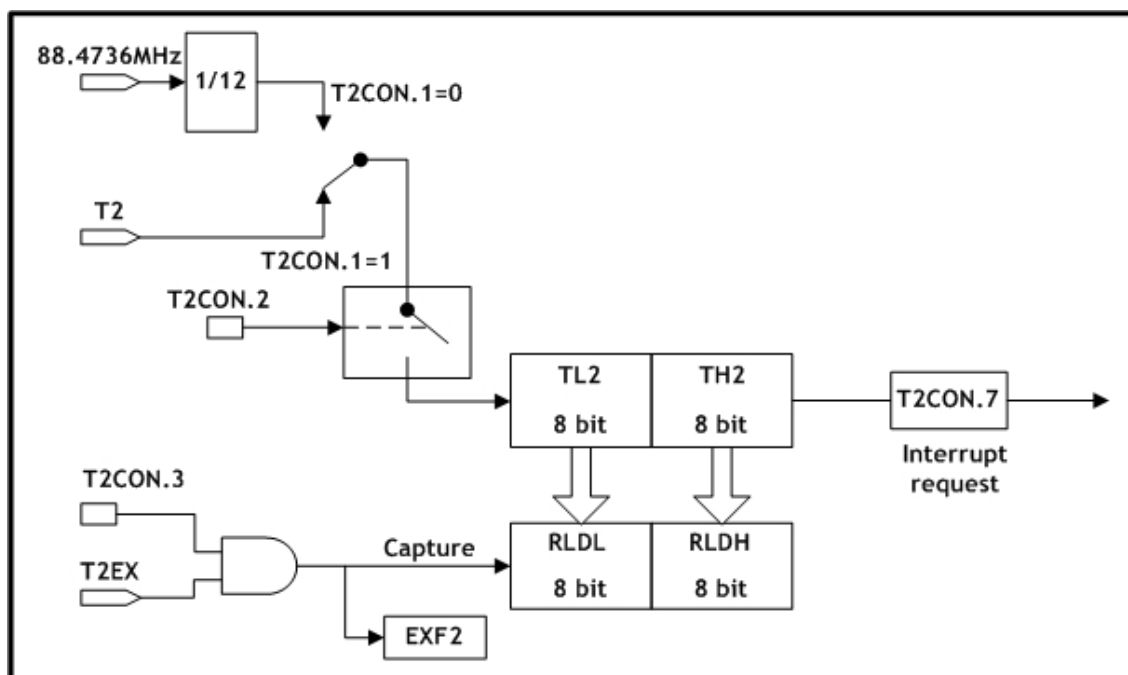 88.4736MHz
1/12
T2CON.1=0
T2
T2CON.1=1
T2CON.2
TL2
8 bit
TH2
8 bit
T2CON.7
Interrupt
request
T2CON.3
T2EX
Capture
RLDL
8 bit
RLDH
8 bit
EXF2